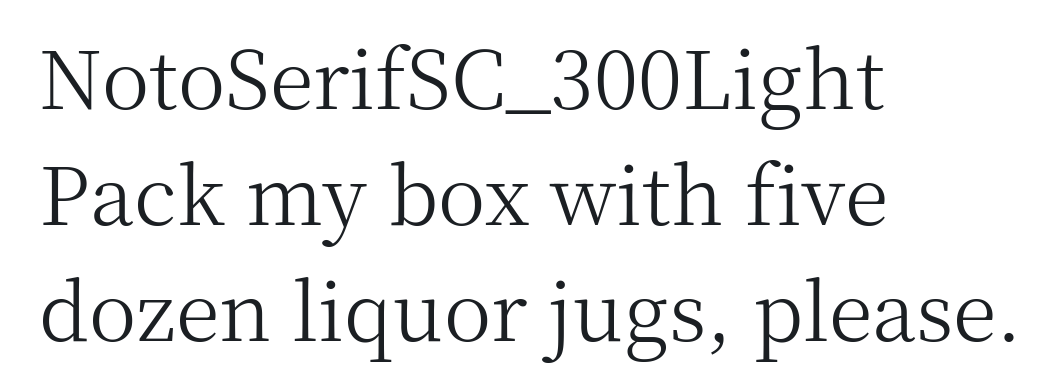 NotoSerifSC_300Light
Pack my box with five
dozen liquor jugs, please.